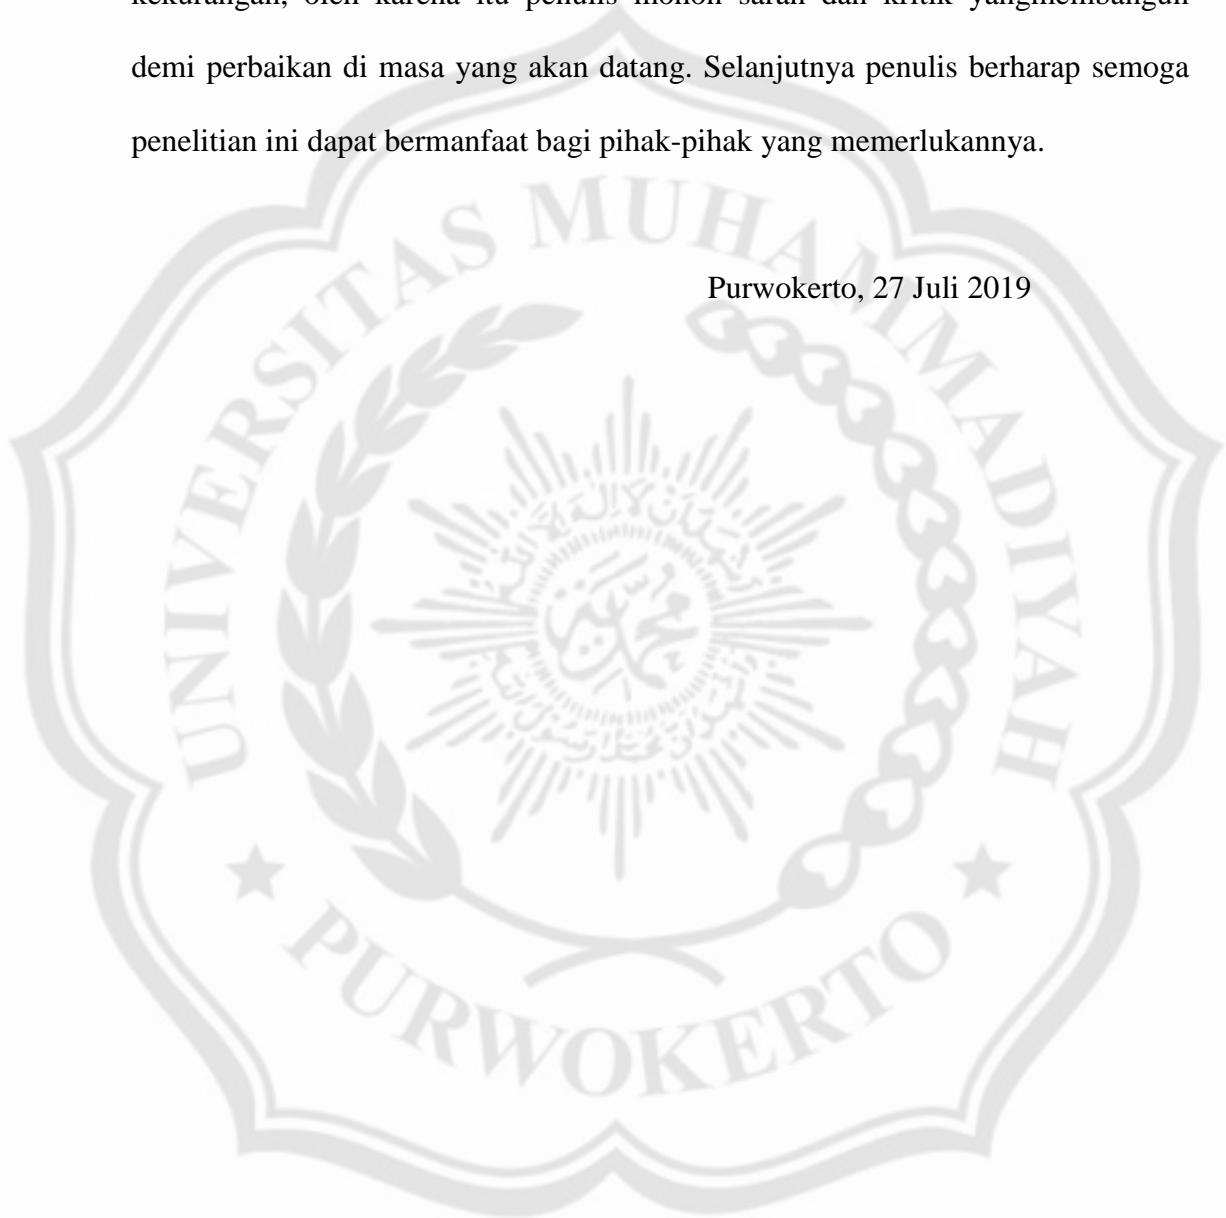 kekurangan, oleh karena itu penulis mohon saran dan kritik yangmembangun
demi perbaikan di masa yang akan datang. Selanjutnya penulis berharap semoga
penelitian ini dapat bermanfaat bagi pihak-pihak yang memerlukannya.
Purwokerto, 27 Juli 2019
UNIVERSITAS MUHAMMADIYAH
PURWOKERTO